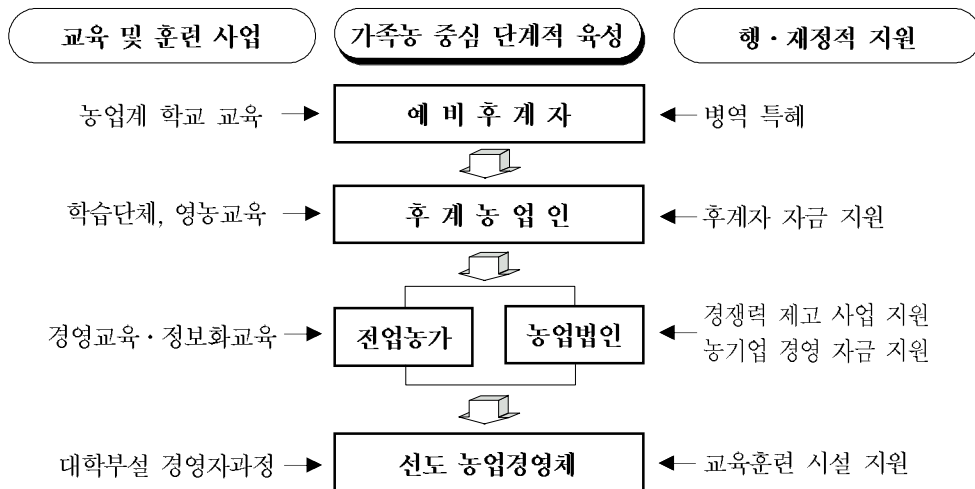 교육 및 훈련 사업
가족농 중심 단계적 육성
행·재정적 지원
농업계 학교 교육
예비후계자
병역 특혜
학습단체, 영농교육
후계농업인
후계자 자금 지원
경영교육·정보화교육
전업농가
농업법인
경쟁력 제고 사업 지원
농기업 경영 자금 지원
대학부설 경영자과정
선도 농업경영체
교육훈련 시설 지원